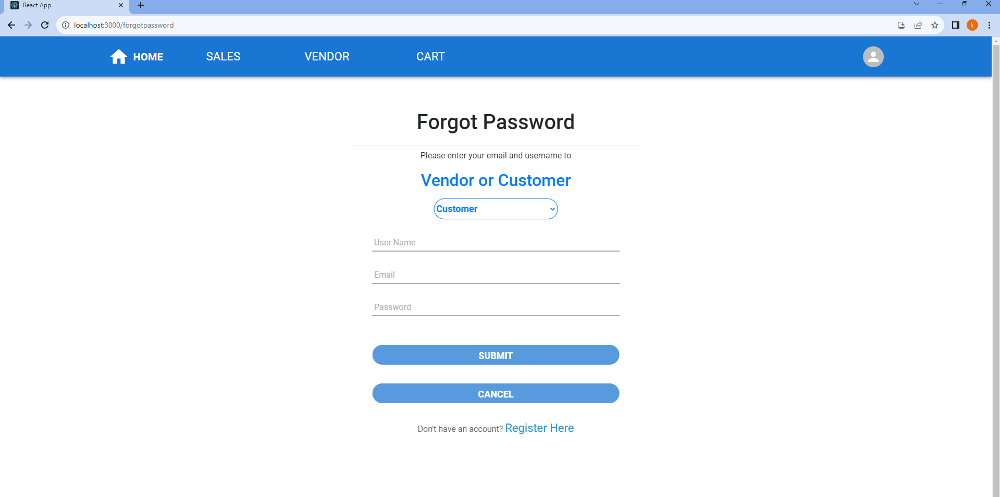 React App
localhost:3000/forgotpassword
k
HOME SALES VENDOR CART
Forgot Password
Please enter your email and username to
Vendor or Customer
Customer
User Name
Email
Password
SUBMIT
CANCEL
Don't have an account? Register Here